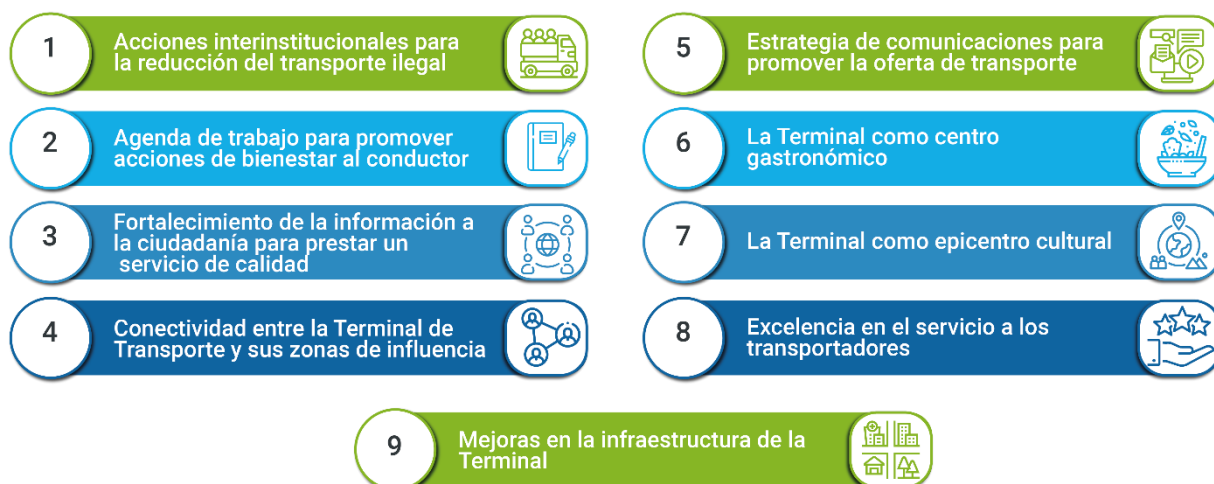 1
Acciones interinstitucionales para
la reducción del transporte ilegal
2
Agenda de trabajo para promover
acciones de bienestar al conductor
3
Fortalecimiento de la información a
la ciudadanía para prestar un
servicio de calidad
4
Conectividad entre la Terminal de
Transporte y sus zonas de influencia
5
Estrategia de comunicaciones para
promover la oferta de transporte
6
La Terminal como centro
gastronómico
7
La Terminal como epicentro cultural
8
Excelencia en el servicio a los
transportadores
9
Mejoras en la infraestructura de la
Terminal